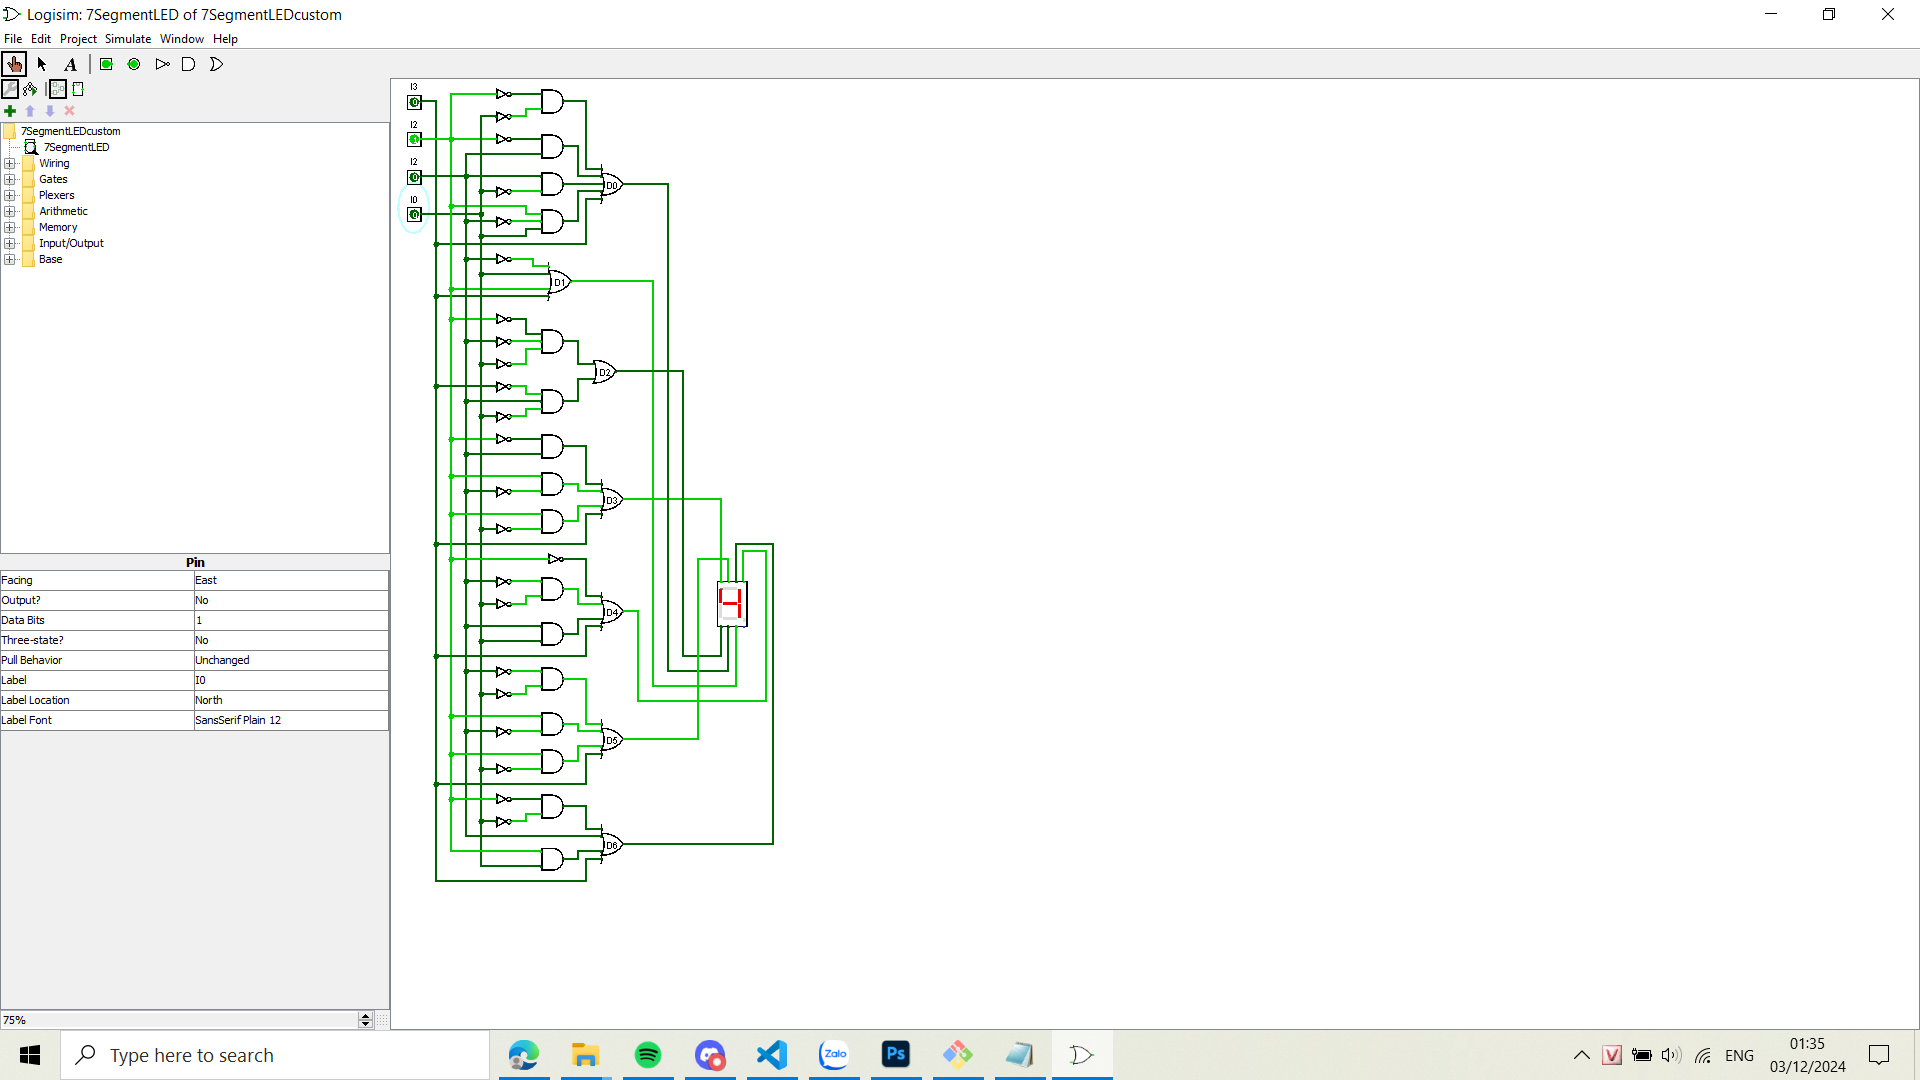 Logisim: 7SegmentLED of 7SegmentLEDcustom
File Edit Project Simulate Window Help
A
7SegmentLEDcustom
7SegmentLED
Wiring
Gates
Plexers
Arithmetic
Memory
Input/Output
Base
Pin
Facing East
Output? No
Data Bits 1
Three-state? No
Pull Behavior Unchanged
Label I0
Label Location North
Label Font SansSerif Plain 12
75%
I3
0
I2
1
I2
0
I0
0
D0
D1
D2
D3
D4
D5
D6
4
Type here to search
Zalo
Ps
V
ENG
01:35
03/12/2024